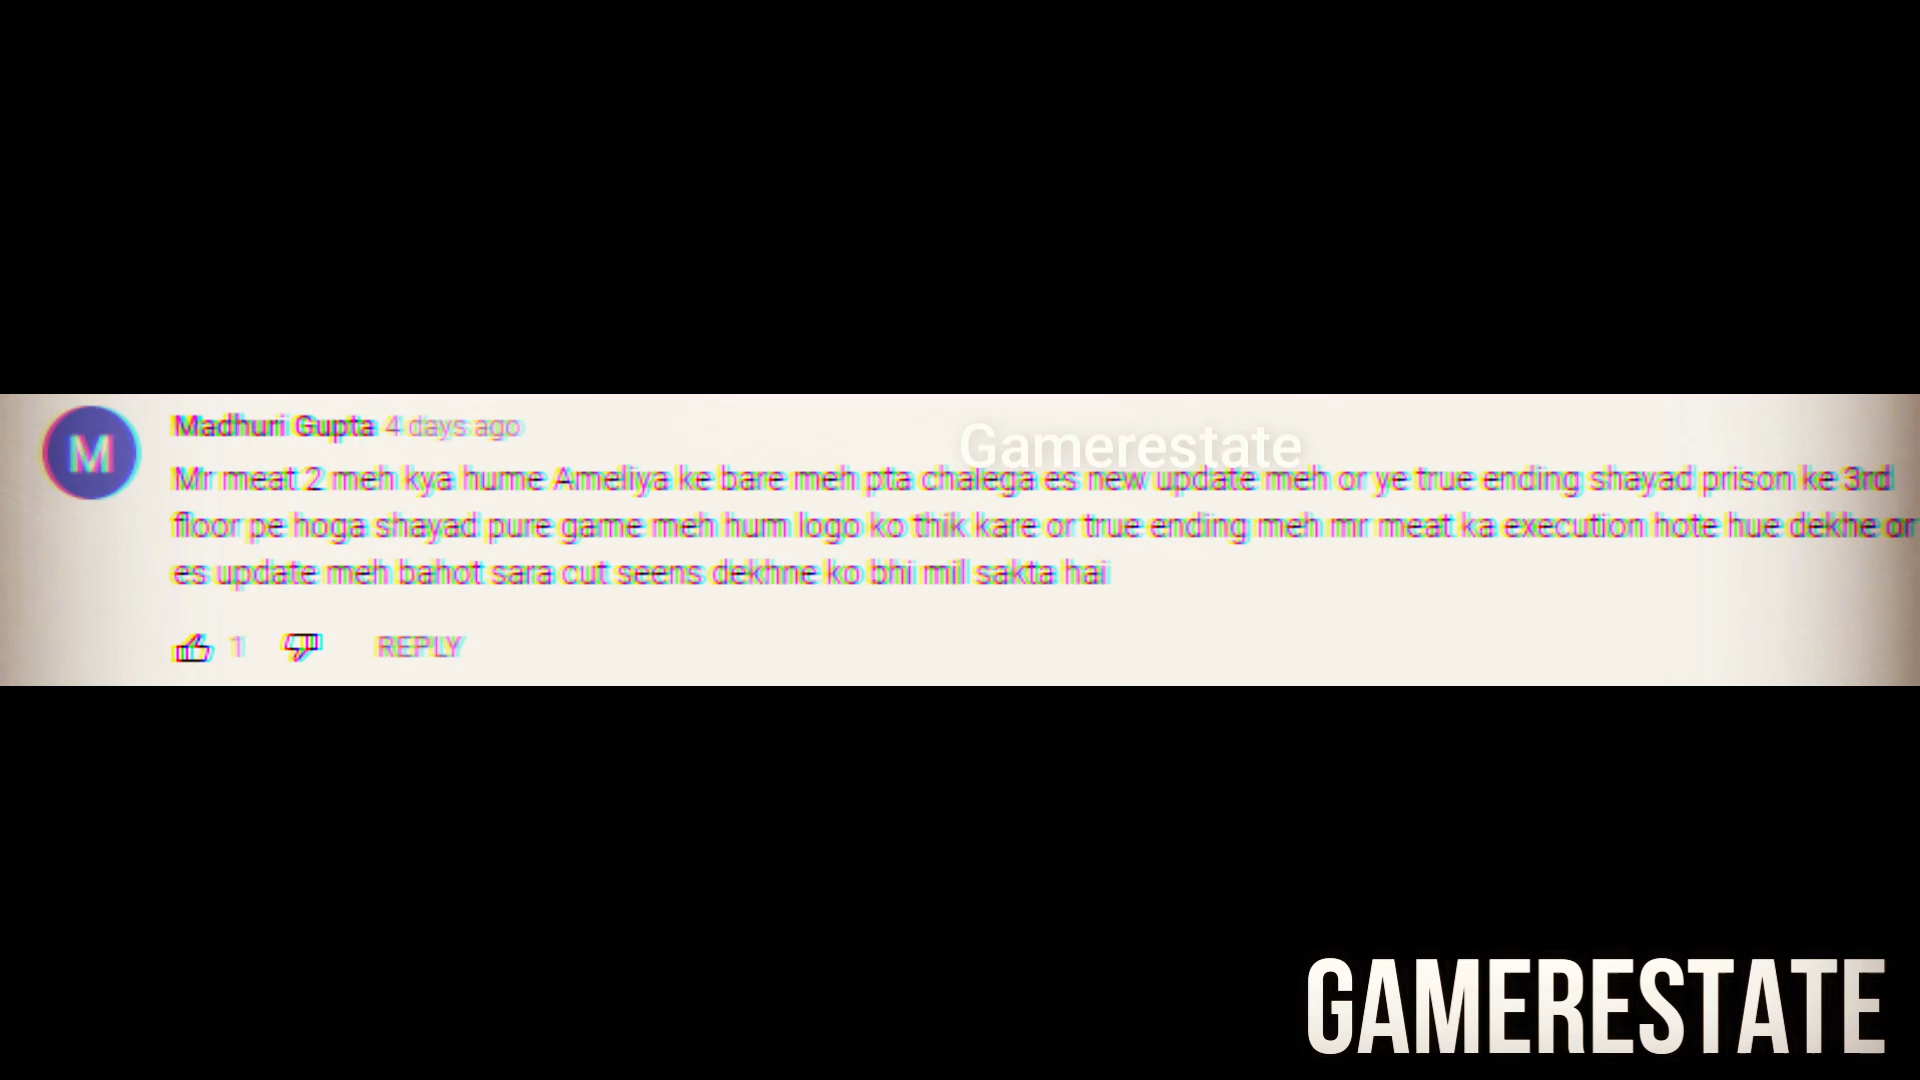 Madhuri Gupta 4 days ago
Gamerestate
Mr meat 2 meh kya hume Ameliya ke bare meh pta chalega es new update meh or ye true ending shayad prison ke 3rd
floor pe hoga shayad pure game meh hum logo ko thik kare or true ending meh mr meat ka execution hote hue dekhe or
es update meh bahot sara cut seens dekhne ko bhi mil sakta hai
1 REPLY
M
GAMERESTATE